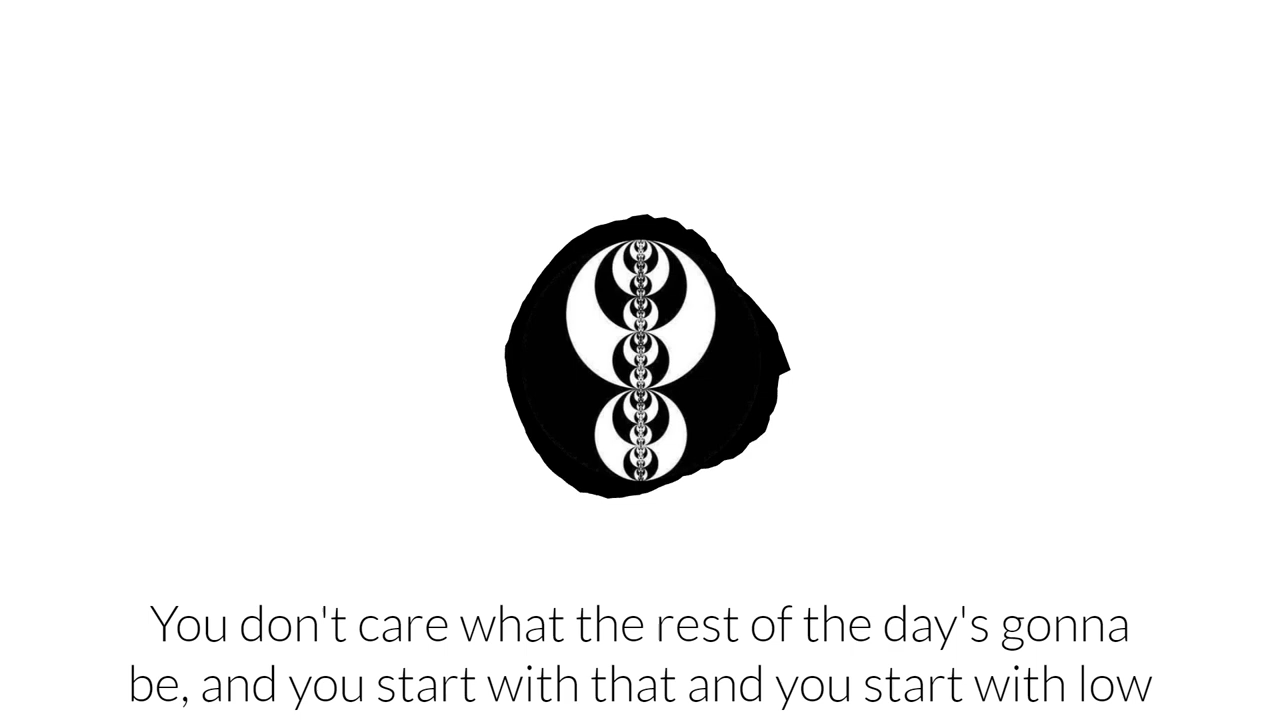 You don't care what the rest of the day's gonna
be, and you start with that and you start with low